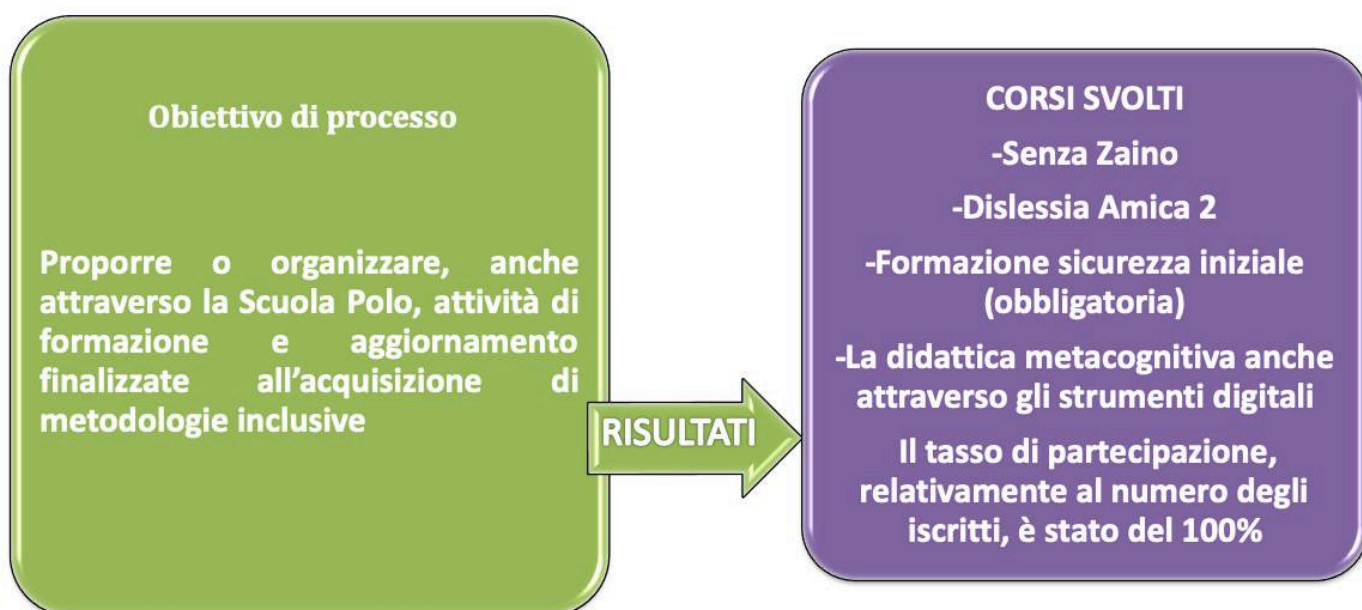 Obiettivo di processo
Proporre o organizzare, anche
attraverso la Scuola Polo, attività di
formazione e aggiornamento
finalizzate all'acquisizione di
metodologie inclusive
RISULTATI
CORSI SVOLTI
-Senza Zaino
-Dislessia Amica 2
-Formazione sicurezza iniziale
(obbligatoria)
-La didattica metacognitiva anche
attraverso gli strumenti digitali
Il tasso di partecipazione,
relativamente al numero degli
iscritti, è stato del 100%